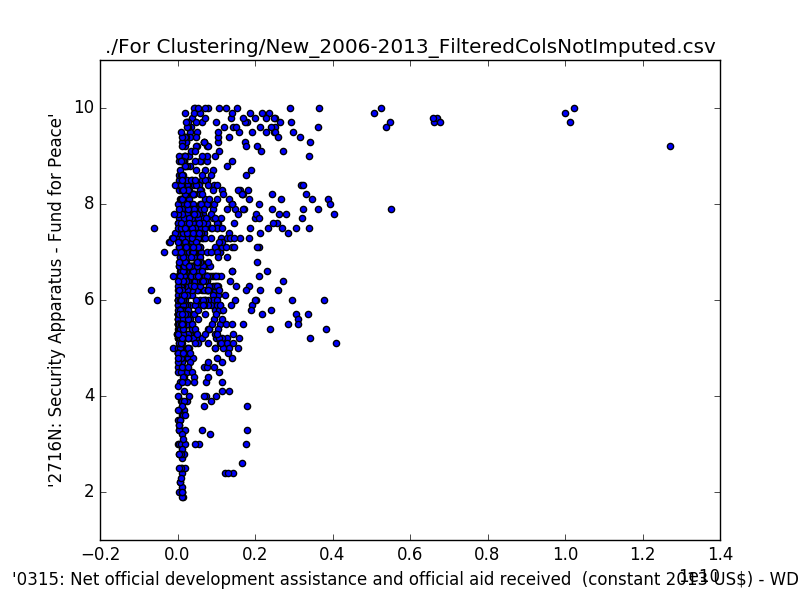 ./For Clustering/New_2006-2013_FilteredColsNotImputed.csv
'2716N: Security Apparatus - Fund for Peace'
10
8
6
4
2
−0.2 0.0 0.2 0.4 0.6 0.8 1.0 1.2 1.4
1e10
'0315: Net official development assistance and official aid received (constant 2013 US$) - WD